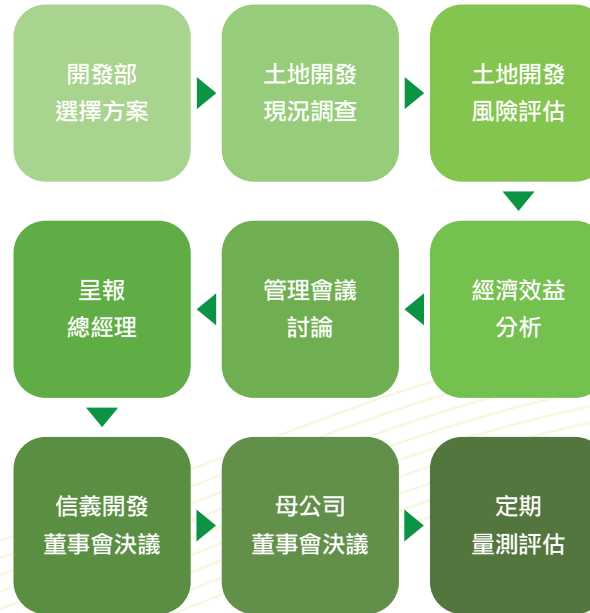 開發部
選擇方案
土地開發
現況調查
土地開發
風險評估
經濟效益
分析
管理會議
討論
呈報
總經理
信義開發
董事會決議
母公司
董事會決議
定期
量測評估